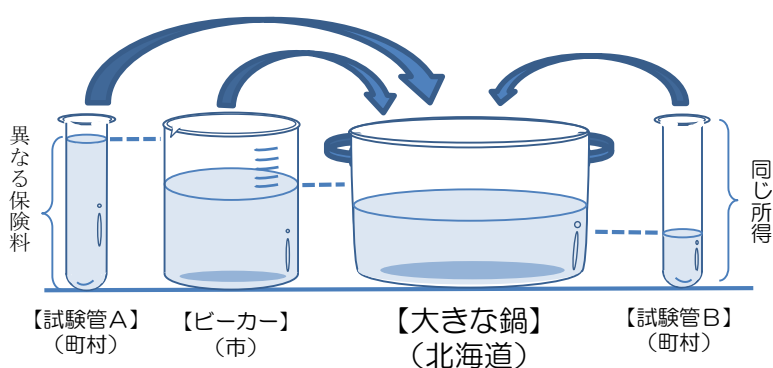 異なる保険料
同じ所得
【試験管A】
(町村)
【ビーカー】
(市)
【大きな鍋】
(北海道)
【試験管B】
(町村)